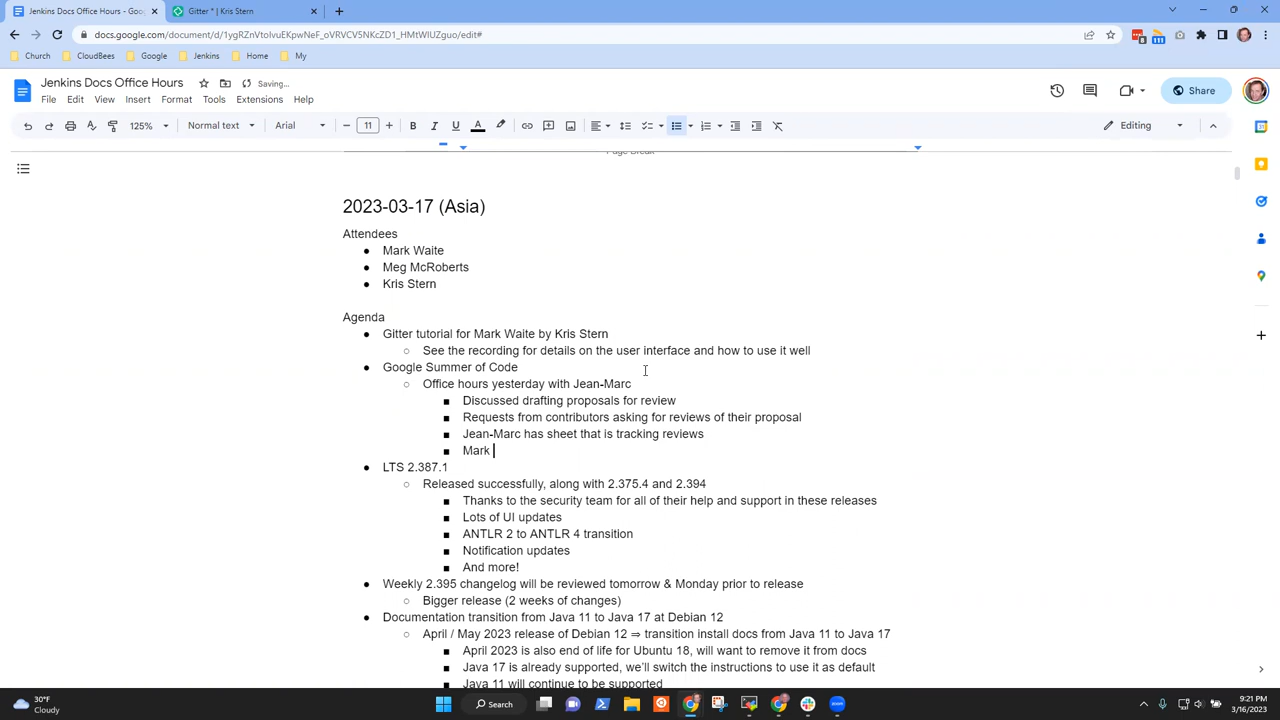 Jenkins Docs Office Hours - Goog
Gitter * | Kris Stern
docs.google.com/document/d/1ygRZnVtoIvuEKpwNeF_oVRVCV5NKcZD1_HMtWIUZguo/edit#
Church CloudBees Google Jenkins Home My
Jenkins Docs Office Hours Saving...
File Edit View Insert Format Tools Extensions Help
Share
125% Normal text Arial 11 Editing
Page Break
2023-03-17 (Asia)
Attendees
● Mark Waite
● Meg McRoberts
● Kris Stern
Agenda
● Gitter tutorial for Mark Waite by Kris Stern
○ See the recording for details on the user interface and how to use it well
● Google Summer of Code
○ Office hours yesterday with Jean-Marc
■ Discussed drafting proposals for review
■ Requests from contributors asking for reviews of their proposal
■ Jean-Marc has sheet that is tracking reviews
■ Mark
● LTS 2.387.1
○ Released successfully, along with 2.375.4 and 2.394
■ Thanks to the security team for all of their help and support in these releases
■ Lots of UI updates
■ ANTLR 2 to ANTLR 4 transition
■ Notification updates
■ And more!
● Weekly 2.395 changelog will be reviewed tomorrow & Monday prior to release
○ Bigger release (2 weeks of changes)
● Documentation transition from Java 11 to Java 17 at Debian 12
○ April / May 2023 release of Debian 12 ⇒ transition install docs from Java 11 to Java 17
■ April 2023 is also end of life for Ubuntu 18, will want to remove it from docs
■ Java 17 is already supported, we'll switch the instructions to use it as default
■ Java 11 will continue to be supported
30°F
Cloudy
Search
9:21 PM
3/16/2023